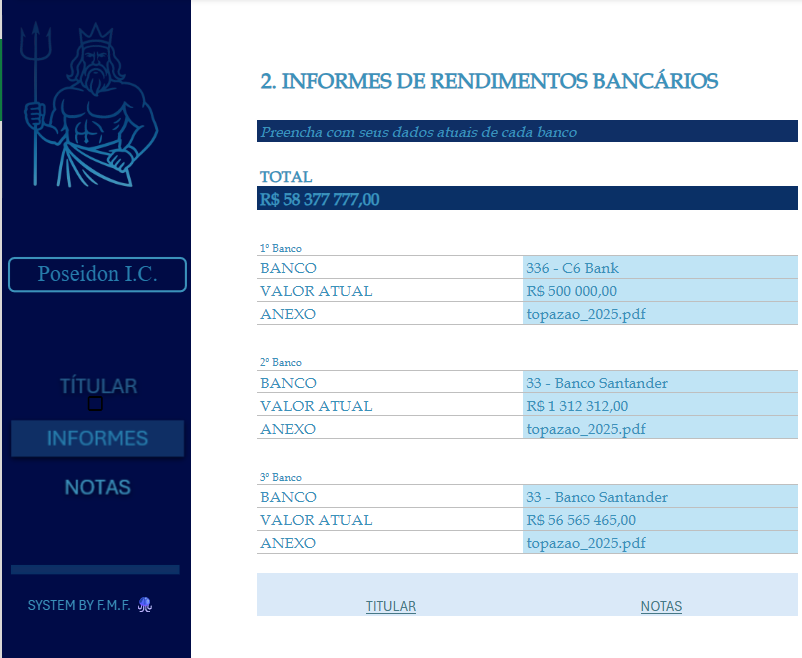 Poseidon I.C.
TÍTULAR
INFORMES
NOTAS
SYSTEM BY F.M.F.
2. INFORMES DE RENDIMENTOS BANCÁRIOS
Preencha com seus dados atuais de cada banco
TOTAL
R$ 58 377 777,00
1º Banco
BANCO 336 - C6 Bank
VALOR ATUAL R$ 500 000,00
ANEXO topazao_2025.pdf
2º Banco
BANCO 33 - Banco Santander
VALOR ATUAL R$ 1 312 312,00
ANEXO topazao_2025.pdf
3º Banco
BANCO 33 - Banco Santander
VALOR ATUAL R$ 56 565 465,00
ANEXO topazao_2025.pdf
TITULAR NOTAS